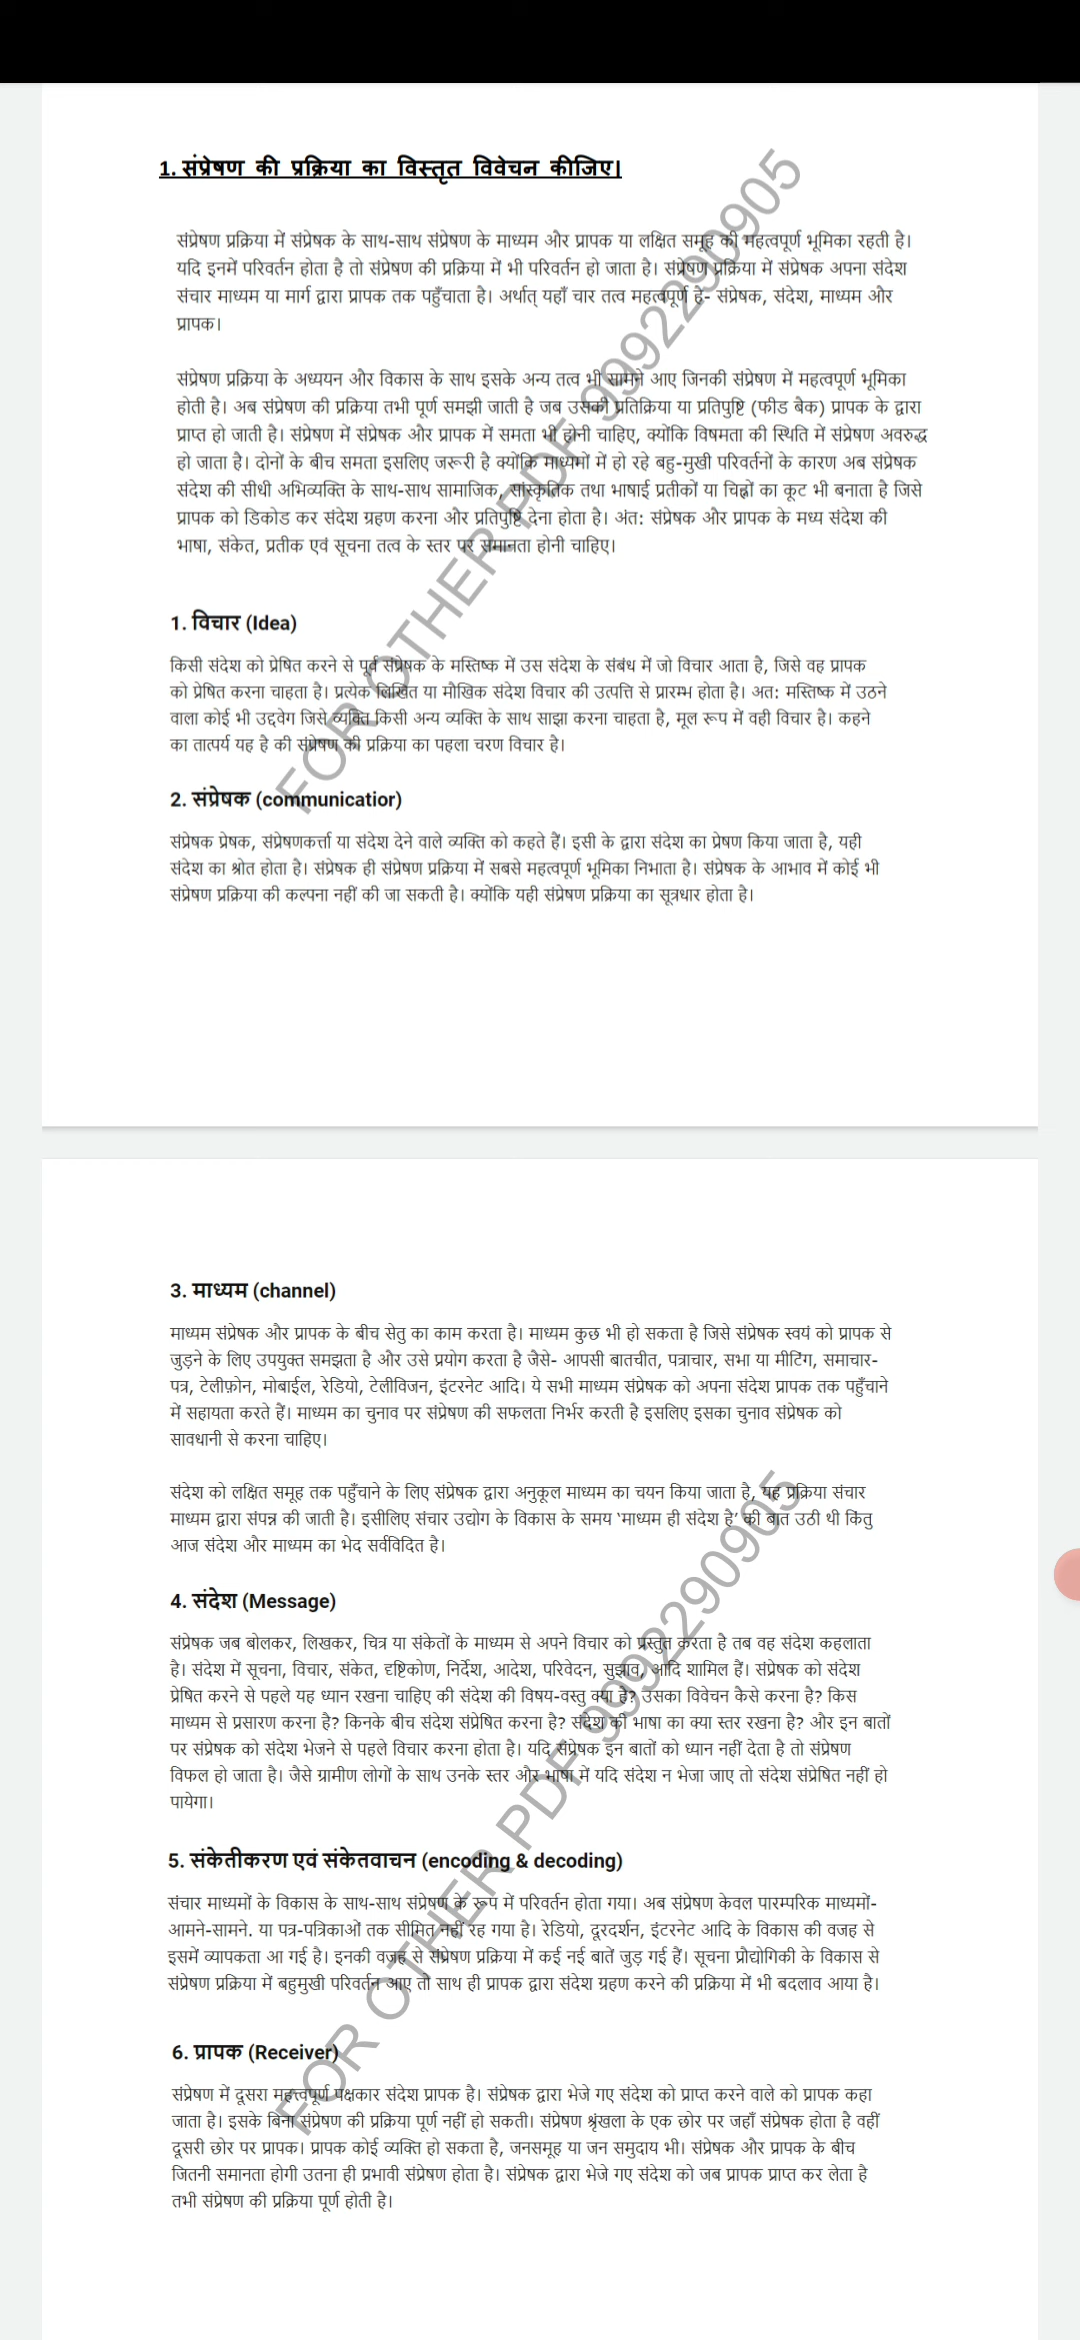 1. संप्रेषण की प्रक्रिया का विस्तृत विवेचन कीजिए।
संप्रेषण प्रक्रिया में संप्रेषक के साथ-साथ संप्रेषण के माध्यम और प्रापक या लक्षित समूह की महत्वपूर्ण भूमिका रहती है।
यदि इनमें परिवर्तन होता है तो संप्रेषण की प्रक्रिया में भी परिवर्तन हो जाता है। संप्रेषण प्रक्रिया में संप्रेषक अपना संदेश
संचार माध्यम या मार्ग द्वारा प्रापक तक पहुँचाता है। अर्थात् यहाँ चार तत्व महत्वपूर्ण है- संप्रेषक, संदेश, माध्यम और
प्रापक।
संप्रेषण प्रक्रिया के अध्ययन और विकास के साथ इसके अन्य तत्व भी सामने आए जिनकी संप्रेषण में महत्वपूर्ण भूमिका
होती है। अब संप्रेषण की प्रक्रिया तभी पूर्ण समझी जाती है जब उसकी प्रतिक्रिया या प्रतिपुष्टि (फीड बैक) प्रापक के द्वारा
प्राप्त हो जाती है। संप्रेषण में संप्रेषक और प्रापक में समता भी होनी चाहिए, क्योंकि विषमता की स्थिति में संप्रेषण अवरुद्ध
हो जाता है। दोनों के बीच समता इसलिए जरूरी है क्योंकि माध्यमों में हो रहे बहु-मुखी परिवर्तनों के कारण अब संप्रेषक
संदेश की सीधी अभिव्यक्ति के साथ-साथ सामाजिक, सांस्कृतिक तथा भाषाई प्रतीकों या चिह्नों का कूट भी बनाता है जिसे
प्रापक को डिकोड कर संदेश ग्रहण करना और प्रतिपुष्टि देना होता है। अंत: संप्रेषक और प्रापक के मध्य संदेश की
भाषा, संकेत, प्रतीक एवं सूचना तत्व के स्तर पर समानता होनी चाहिए।
1. विचार (Idea)
किसी संदेश को प्रेषित करने से पूर्व संप्रेषक के मस्तिष्क में उस संदेश के संबंध में जो विचार आता है, जिसे वह प्रापक
को प्रेषित करना चाहता है। प्रत्येक लिखित या मौखिक संदेश विचार की उत्पत्ति से प्रारम्भ होता है। अत: मस्तिष्क में उठने
वाला कोई भी उद्दवेग जिसे व्यक्ति किसी अन्य व्यक्ति के साथ साझा करना चाहता है, मूल रूप में वही विचार है। कहने
का तात्पर्य यह है की संप्रेषण की प्रक्रिया का पहला चरण विचार है।
2. संप्रेषक (communicatior)
संप्रेषक प्रेषक, संप्रेषणकर्त्ता या संदेश देने वाले व्यक्ति को कहते हैं। इसी के द्वारा संदेश का प्रेषण किया जाता है, यही
संदेश का श्रोत होता है। संप्रेषक ही संप्रेषण प्रक्रिया में सबसे महत्वपूर्ण भूमिका निभाता है। संप्रेषक के आभाव में कोई भी
संप्रेषण प्रक्रिया की कल्पना नहीं की जा सकती है। क्योंकि यही संप्रेषण प्रक्रिया का सूत्रधार होता है।
FOR OTHER PDF 9992290905
3. माध्यम (channel)
माध्यम संप्रेषक और प्रापक के बीच सेतु का काम करता है। माध्यम कुछ भी हो सकता है जिसे संप्रेषक स्वयं को प्रापक से
जुड़ने के लिए उपयुक्त समझता है और उसे प्रयोग करता है जैसे- आपसी बातचीत, पत्राचार, सभा या मीटिंग, समाचार-
पत्र, टेलीफ़ोन, मोबाईल, रेडियो, टेलीविजन, इंटरनेट आदि। ये सभी माध्यम संप्रेषक को अपना संदेश प्रापक तक पहुँचाने
में सहायता करते हैं। माध्यम का चुनाव पर संप्रेषण की सफलता निर्भर करती है इसलिए इसका चुनाव संप्रेषक को
सावधानी से करना चाहिए।
संदेश को लक्षित समूह तक पहुँचाने के लिए संप्रेषक द्वारा अनुकूल माध्यम का चयन किया जाता है, यह प्रक्रिया संचार
माध्यम द्वारा संपन्न की जाती है। इसीलिए संचार उद्योग के विकास के समय 'माध्यम ही संदेश है' की बात उठी थी किंतु
आज संदेश और माध्यम का भेद सर्वविदित है।
4. संदेश (Message)
संप्रेषक जब बोलकर, लिखकर, चित्र या संकेतों के माध्यम से अपने विचार को प्रस्तुत करता है तब वह संदेश कहलाता
है। संदेश में सूचना, विचार, संकेत, दृष्टिकोण, निर्देश, आदेश, परिवेदन, सुझाव, आदि शामिल हैं। संप्रेषक को संदेश
प्रेषित करने से पहले यह ध्यान रखना चाहिए की संदेश की विषय-वस्तु क्या है? उसका विवेचन कैसे करना है? किस
माध्यम से प्रसारण करना है? किनके बीच संदेश संप्रेषित करना है? संदेश की भाषा का क्या स्तर रखना है? और इन बातों
पर संप्रेषक को संदेश भेजने से पहले विचार करना होता है। यदि संप्रेषक इन बातों को ध्यान नहीं देता है तो संप्रेषण
विफल हो जाता है। जैसे ग्रामीण लोगों के साथ उनके स्तर और भाषा में यदि संदेश न भेजा जाए तो संदेश संप्रेषित नहीं हो
पायेगा।
5. संकेतीकरण एवं संकेतवाचन (encoding & decoding)
संचार माध्यमों के विकास के साथ-साथ संप्रेषण के रूप में परिवर्तन होता गया। अब संप्रेषण केवल पारम्परिक माध्यमों-
आमने-सामने. या पत्र-पत्रिकाओं तक सीमित नहीं रह गया है। रेडियो, दूरदर्शन, इंटरनेट आदि के विकास की वजह से
इसमें व्यापकता आ गई है। इनकी वजह से संप्रेषण प्रक्रिया में कई नई बातें जुड़ गई हैं। सूचना प्रौद्योगिकी के विकास से
संप्रेषण प्रक्रिया में बहुमुखी परिवर्तन आए तो साथ ही प्रापक द्वारा संदेश ग्रहण करने की प्रक्रिया में भी बदलाव आया है।
6. प्रापक (Receiver)
संप्रेषण में दूसरा महत्त्वपूर्ण पक्षकार संदेश प्रापक है। संप्रेषक द्वारा भेजे गए संदेश को प्राप्त करने वाले को प्रापक कहा
जाता है। इसके बिना संप्रेषण की प्रक्रिया पूर्ण नहीं हो सकती। संप्रेषण श्रृंखला के एक छोर पर जहाँ संप्रेषक होता है वहीं
दूसरी छोर पर प्रापक। प्रापक कोई व्यक्ति हो सकता है, जनसमूह या जन समुदाय भी। संप्रेषक और प्रापक के बीच
जितनी समानता होगी उतना ही प्रभावी संप्रेषण होता है। संप्रेषक द्वारा भेजे गए संदेश को जब प्रापक प्राप्त कर लेता है
तभी संप्रेषण की प्रक्रिया पूर्ण होती है।
FOR OTHER PDF 9992290905